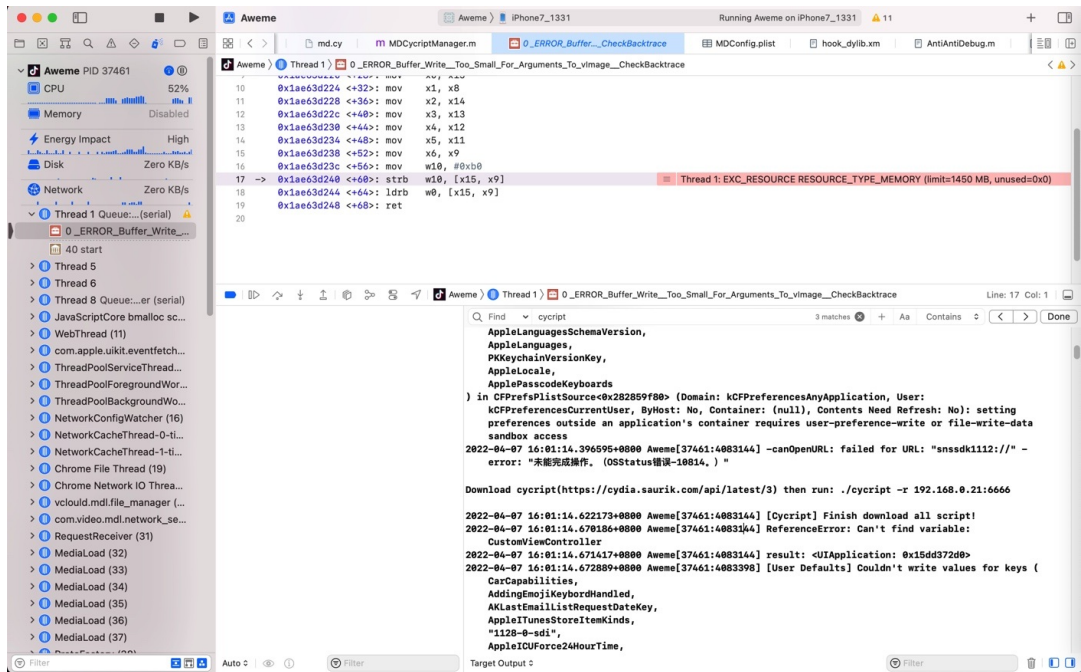 Aweme
Aweme 〉 iPhone7_1331
Running Aweme on iPhone7_1331
11
md.cy
MDCycriptManager.m
0_ERROR_Buffer..._CheckBacktrace
MDConfig.plist
hook_dylib.xm
AntiAntiDebug.m
Aweme PID 37461
CPU 52%
Memory Disabled
Energy Impact High
Disk Zero KB/s
Network Zero KB/s
Thread 1 Queue:...(serial)
0 _ERROR_Buffer_Write_...
40 start
Thread 5
Thread 6
Thread 8 Queue:...er (serial)
JavaScriptCore bmalloc sc...
WebThread (11)
com.apple.uikit.eventfetch...
ThreadPoolServiceThread...
ThreadPoolForegroundWor...
ThreadPoolBackgroundWo...
NetworkConfigWatcher (16)
NetworkCacheThread-0-ti...
NetworkCacheThread-1-ti...
Chrome File Thread (19)
Chrome Network IO Threa...
vclould.mdl.file_manager (...
com.video.mdl.network_se...
RequestReceiver (31)
MediaLoad (32)
MediaLoad (33)
MediaLoad (34)
MediaLoad (35)
MediaLoad (36)
MediaLoad (37)
Filter
Aweme 〉 Thread 1 〉 0 _ERROR_Buffer_Write__Too_Small_For_Arguments_To_vImage__CheckBacktrace
10 0x1ae63d224 <+32>: mov x1, x8
11 0x1ae63d228 <+36>: mov x2, x14
12 0x1ae63d22c <+40>: mov x3, x13
13 0x1ae63d230 <+44>: mov x4, x12
14 0x1ae63d234 <+48>: mov x5, x11
15 0x1ae63d238 <+52>: mov x6, x9
16 0x1ae63d23c <+56>: mov w10, #0xb0
17 -> 0x1ae63d240 <+60>: strb w10, [x15, x9] Thread 1: EXC_RESOURCE RESOURCE_TYPE_MEMORY (limit=1450 MB, unused=0x0)
18 0x1ae63d244 <+64>: ldrb w0, [x15, x9]
19 0x1ae63d248 <+68>: ret
20
Aweme 〉 Thread 1 〉 0 _ERROR_Buffer_Write__Too_Small_For_Arguments_To_vImage__CheckBacktrace
Line: 17 Col: 1
Find cycript 3 matches + Aa Contains Done
AppleLanguagesSchemaVersion,
AppleLanguages,
PKKeychainVersionKey,
AppleLocale,
ApplePasscodeKeyboards
) in CFPrefsPlistSource<0x282859f80> (Domain: kCFPreferencesAnyApplication, User:
kCFPreferencesCurrentUser, ByHost: No, Container: (null), Contents Need Refresh: No): setting
preferences outside an application's container requires user-preference-write or file-write-data
sandbox access
2022-04-07 16:01:14.396595+0800 Aweme[37461:4083144] -canOpenURL: failed for URL: "snssdk1112://" -
error: "未能完成操作。(OSStatus错误-10814。)"
Download cycript(https://cydia.saurik.com/api/latest/3) then run: ./cycript -r 192.168.0.21:6666
2022-04-07 16:01:14.622173+0800 Aweme[37461:4083144] [Cycript] Finish download all script!
2022-04-07 16:01:14.670186+0800 Aweme[37461:4083144] ReferenceError: Can't find variable:
CustomViewController
2022-04-07 16:01:14.671417+0800 Aweme[37461:4083144] result: <UIApplication: 0x15dd372d0>
2022-04-07 16:01:14.672889+0800 Aweme[37461:4083398] [User Defaults] Couldn't write values for keys (
CarCapabilities,
AddingEmojiKeybordHandled,
AKLastEmailListRequestDateKey,
AppleITunesStoreItemKinds,
"1128-0-sdi",
AppleICUForce24HourTime,
Auto
Filter
Target Output
Filter